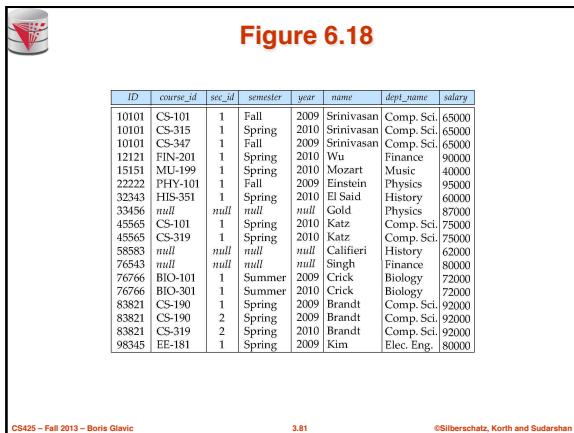 Figure 6.18
ID course_id sec_id semester year name dept_name salary
10101 CS-101 1 Fall 2009 Srinivasan Comp. Sci. 65000
10101 CS-315 1 Spring 2010 Srinivasan Comp. Sci. 65000
10101 CS-347 1 Fall 2009 Srinivasan Comp. Sci. 65000
12121 FIN-201 1 Spring 2010 Wu Finance 90000
15151 MU-199 1 Spring 2010 Mozart Music 40000
22222 PHY-101 1 Fall 2009 Einstein Physics 95000
32343 HIS-351 1 Spring 2010 El Said History 60000
33456 null null null null Gold Physics 87000
45565 CS-101 1 Spring 2010 Katz Comp. Sci. 75000
45565 CS-319 1 Spring 2010 Katz Comp. Sci. 75000
58583 null null null null Califieri History 62000
76543 null null null null Singh Finance 80000
76766 BIO-101 1 Summer 2009 Crick Biology 72000
76766 BIO-301 1 Summer 2010 Crick Biology 72000
83821 CS-190 1 Spring 2009 Brandt Comp. Sci. 92000
83821 CS-190 2 Spring 2009 Brandt Comp. Sci. 92000
83821 CS-319 2 Spring 2010 Brandt Comp. Sci. 92000
98345 EE-181 1 Spring 2009 Kim Elec. Eng. 80000
CS425 – Fall 2013 – Boris Glavic 3.81 ©Silberschatz, Korth and Sudarshan